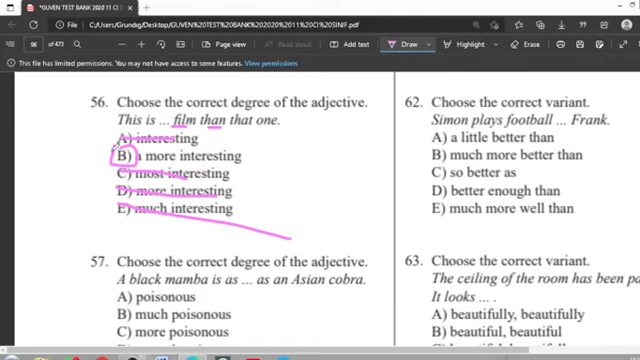 GUVEN TEST BANK 2020 11 CI S
File
C:/Users/Grundig/Desktop/GUVEN%20TEST%20BANK%202020%2011%20CI%20SINIF.pdf
96 of 473
Page view
Add text
Draw
Highlight
Erase
This file has limited permissions. You may not have access to some features. View permissions
56. Choose the correct degree of the adjective.
This is ... film than that one.
A) interesting
B) a more interesting
C) most interesting
D) more interesting
E) much interesting
57. Choose the correct degree of the adjective.
A black mamba is as ... as an Asian cobra.
A) poisonous
B) much poisonous
C) more poisonous
62. Choose the correct variant.
Simon plays football ... Frank.
A) a little better than
B) much more better than
C) so better as
D) better enough than
E) much more well than
63. Choose the correct variant.
The ceiling of the room has been pa
It looks ... .
A) beautifully, beautifully
B) beautiful, beautiful